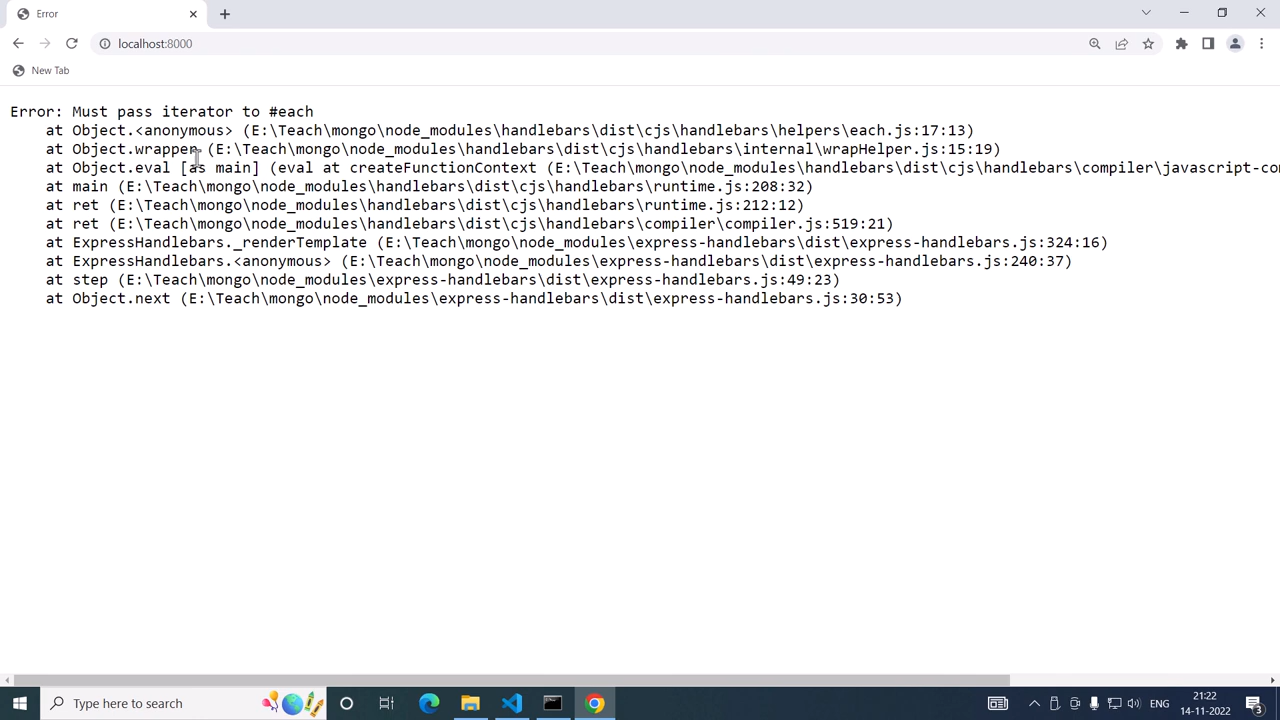 Error
localhost:8000
New Tab
Error: Must pass iterator to #each
at Object.<anonymous> (E:\Teach\mongo\node_modules\handlebars\dist\cjs\handlebars\helpers\each.js:17:13)
at Object.wrapper (E:\Teach\mongo\node_modules\handlebars\dist\cjs\handlebars\internal\wrapHelper.js:15:19)
at Object.eval [as main] (eval at createFunctionContext (E:\Teach\mongo\node_modules\handlebars\dist\cjs\handlebars\compiler\javascript-co
at main (E:\Teach\mongo\node_modules\handlebars\dist\cjs\handlebars\runtime.js:208:32)
at ret (E:\Teach\mongo\node_modules\handlebars\dist\cjs\handlebars\runtime.js:212:12)
at ret (E:\Teach\mongo\node_modules\handlebars\dist\cjs\handlebars\compiler\compiler.js:519:21)
at ExpressHandlebars._renderTemplate (E:\Teach\mongo\node_modules\express-handlebars\dist\express-handlebars.js:324:16)
at ExpressHandlebars.<anonymous> (E:\Teach\mongo\node_modules\express-handlebars\dist\express-handlebars.js:240:37)
at step (E:\Teach\mongo\node_modules\express-handlebars\dist\express-handlebars.js:49:23)
at Object.next (E:\Teach\mongo\node_modules\express-handlebars\dist\express-handlebars.js:30:53)
Type here to search
ENG
21:22
14-11-2022
3